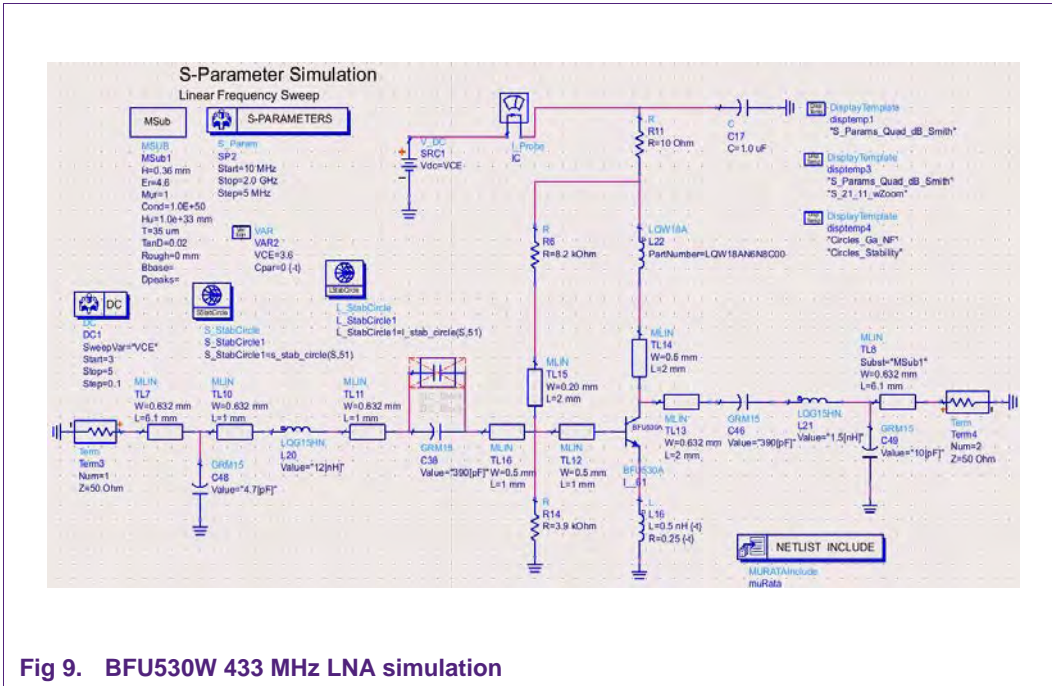 S-Parameter Simulation
Linear Frequency Sweep
MSub
MSUB
MSub1
H=0.36 mm
Er=4.6
Mur=1
Cond=1.0E+50
Hu=1.0e+33 mm
T=35 um
TanD=0.02
Rough=0 mm
Bbase=
Dpeaks=
S-PARAMETERS
S_Param
SP2
Start=10 MHz
Stop=2.0 GHz
Step=5 MHz
VAR
VAR2
VCE=3.6
Cpar=0 {-t}
V_DC
SRC1
Vdc=VCE
I_Probe
IC
R
R11
R=10 Ohm
C
C17
C=1.0 uF
DisplayTemplate
disptemp1
"S_Params_Quad_dB_Smith"
DisplayTemplate
disptemp3
"S_Params_Quad_dB_Smith"
"S_21_11_wZoom"
DisplayTemplate
disptemp4
"Circles_Ga_NF"
"Circles_Stability"
R
R6
R=8.2 kOhm
LQW18A
L22
PartNumber=LQW18AN6N8C00
DC
DC
DC1
SweepVar="VCE"
Start=3
Stop=5
Step=0.1
SStabCircle
S_StabCircle
S_StabCircle1
S_StabCircle1=s_stab_circle(S,51)
LStabCircle
L_StabCircle
L_StabCircle1
L_StabCircle1=l_stab_circle(S,51)
MLIN
TL7
W=0.632 mm
L=6.1 mm
MLIN
TL10
W=0.632 mm
L=1 mm
MLIN
TL11
W=0.632 mm
L=1 mm
MLIN
TL15
W=0.20 mm
L=2 mm
MLIN
TL14
W=0.5 mm
L=2 mm
MLIN
TL8
Subst="MSub1"
W=0.632 mm
L=6.1 mm
Term
Term3
Num=1
Z=50 Ohm
GRM15
C48
Value="4.7[pF]"
LQG15HN
L20
Value="12[nH]"
GRM15
C38
Value="390[pF]"
MLIN
TL16
W=0.5 mm
L=1 mm
MLIN
TL12
W=0.5 mm
L=1 mm
BFU530A
BFU530A
MLIN
TL13
W=0.632 mm
L=2 mm
GRM15
C46
Value="390[pF]"
LQG15HN
L21
Value="1.5[nH]"
GRM15
C49
Value="10[pF]"
Term
Term4
Num=2
Z=50 Ohm
R
R14
R=3.9 kOhm
L
L16
L=0.5 nH {-t}
R=0.25 {-t}
NETLIST INCLUDE
MURATAInclude
muRata
Fig 9. BFU530W 433 MHz LNA simulation